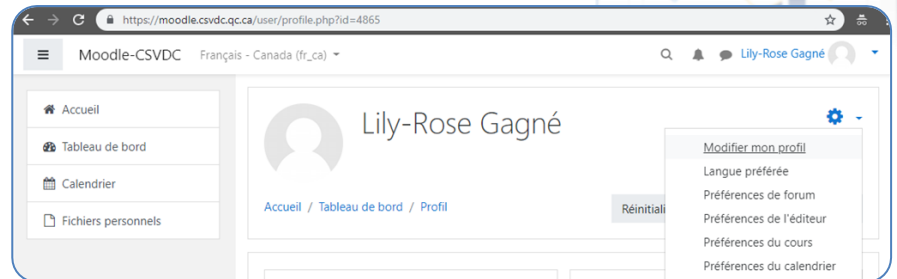 https://moodle.csvdc.qc.ca/user/profile.php?id=4865
Moodle-CSVDC Français - Canada (fr_ca) Lily-Rose Gagné
Accueil
Tableau de bord
Calendrier
Fichiers personnels
Lily-Rose Gagné
Accueil / Tableau de bord / Profil
Réinitiali
Modifier mon profil
Langue préférée
Préférences de forum
Préférences de l'éditeur
Préférences du cours
Préférences du calendrier